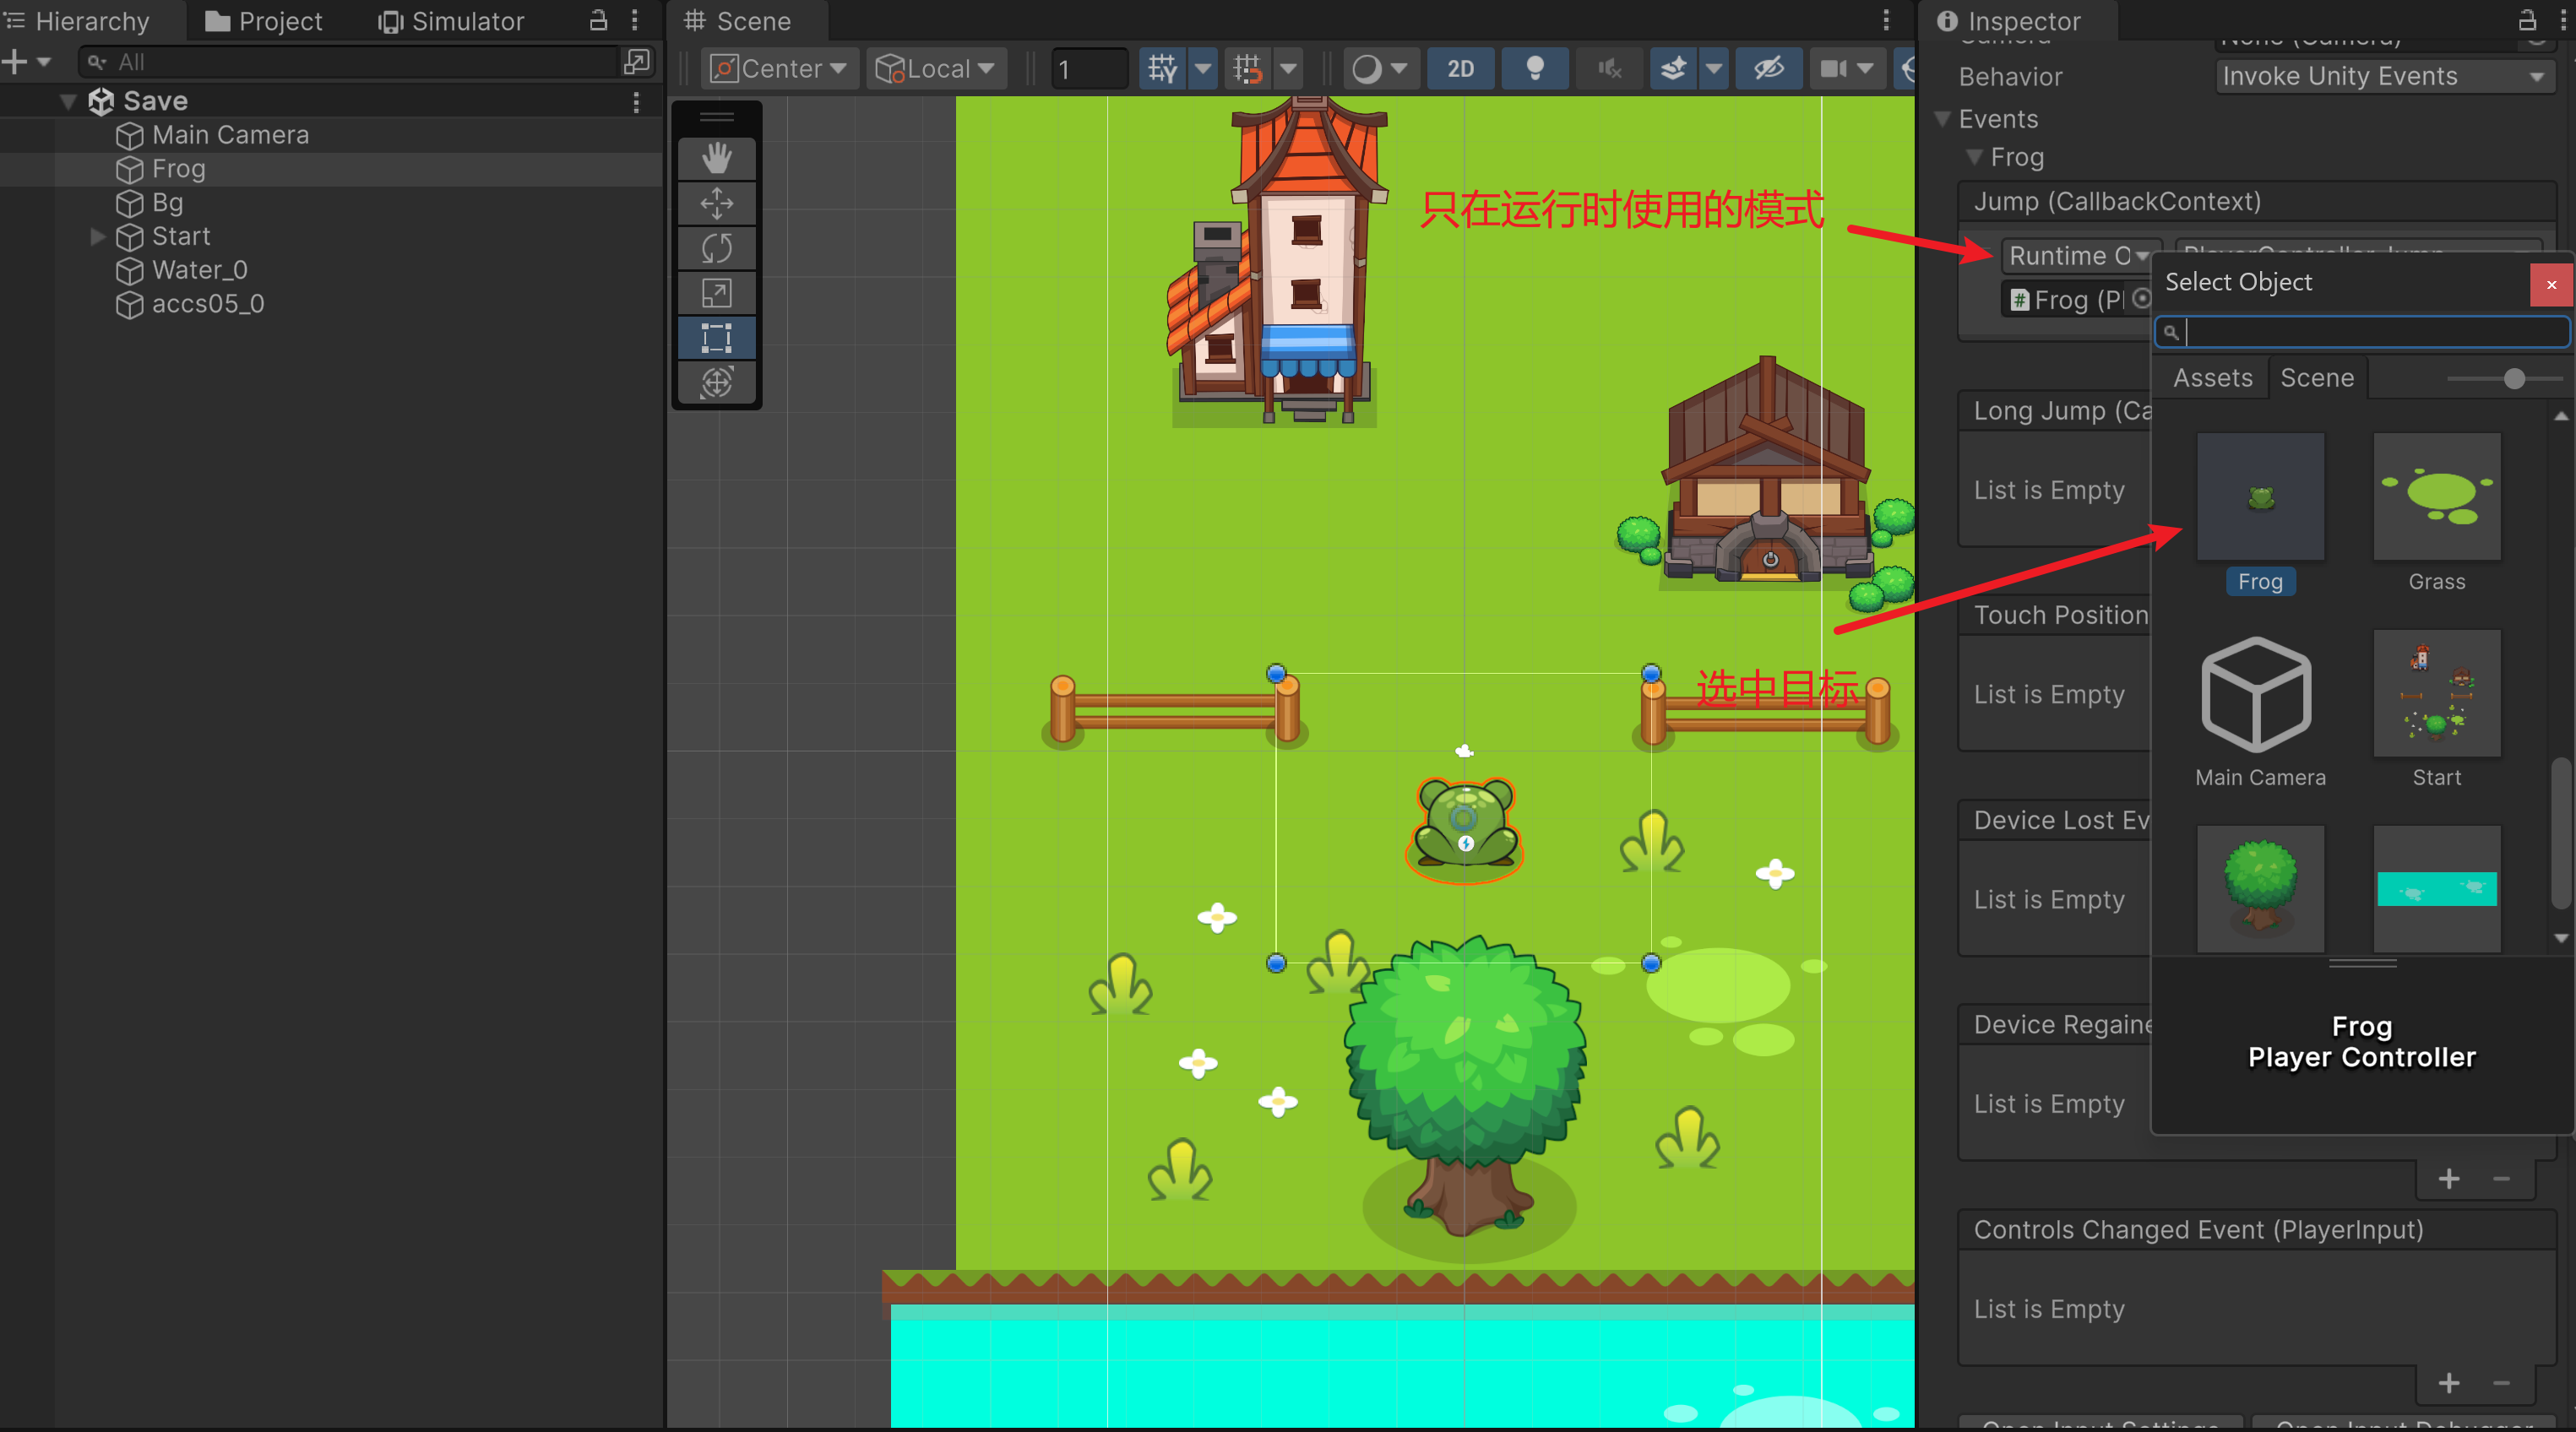 Hierarchy
Project
Simulator
All
Save
Main Camera
Frog
Bg
Start
Water_0
accs05_0
Scene
Center
Local
1
2D
只在运行时使用的模式
选中目标
Inspector
Behavior
Invoke Unity Events
Events
Frog
Jump (CallbackContext)
Runtime O
Frog (Pl
Long Jump (Ca
List is Empty
Touch Position
List is Empty
Device Lost Ev
List is Empty
Device Regaine
List is Empty
Controls Changed Event (PlayerInput)
List is Empty
Select Object
Assets
Scene
Frog
Grass
Main Camera
Start
Frog
Player Controller